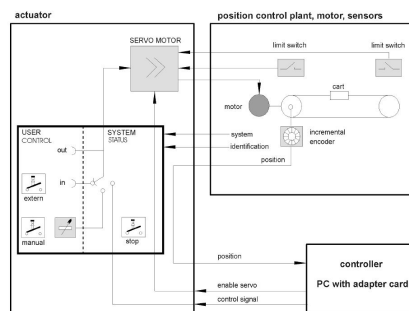 actuator
position control plant, motor, sensors
SERVO MOTOR
limit switch
limit switch
cart
motor
incremental
encoder
USER
CONTROL
SYSTEM
STATUS
out
in
extern
manual
stop
system
identification
position
position
controller
PC with adapter card
enable servo
control signal